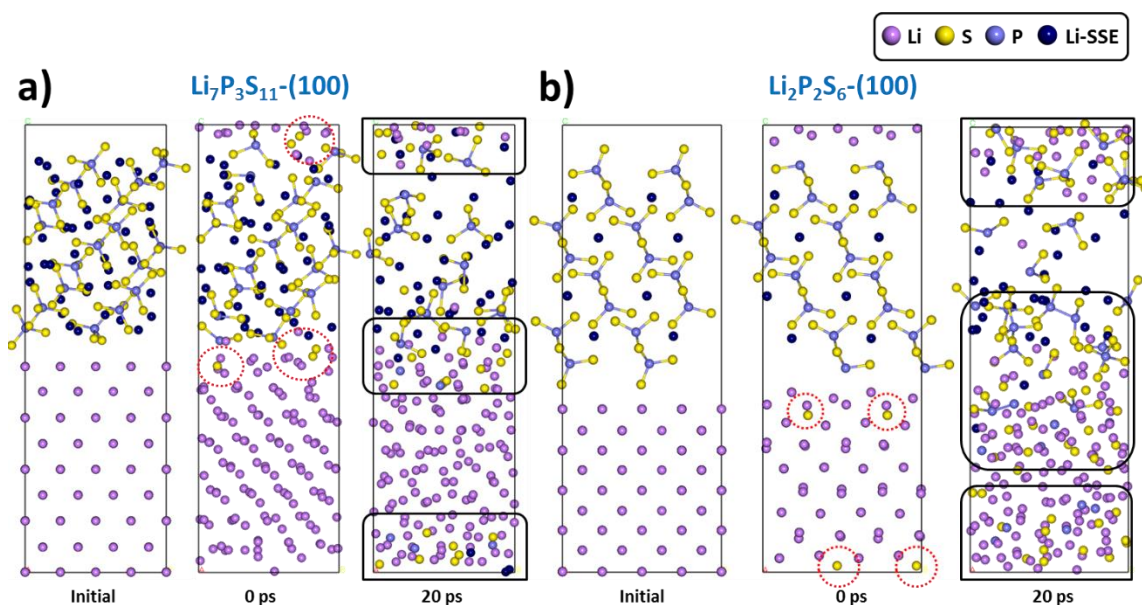 Li S P Li-SSE
a) Li₇P₃S₁₁-(100)
b) Li₂P₂S₆-(100)
Initial 0 ps 20 ps
Initial 0 ps 20 ps